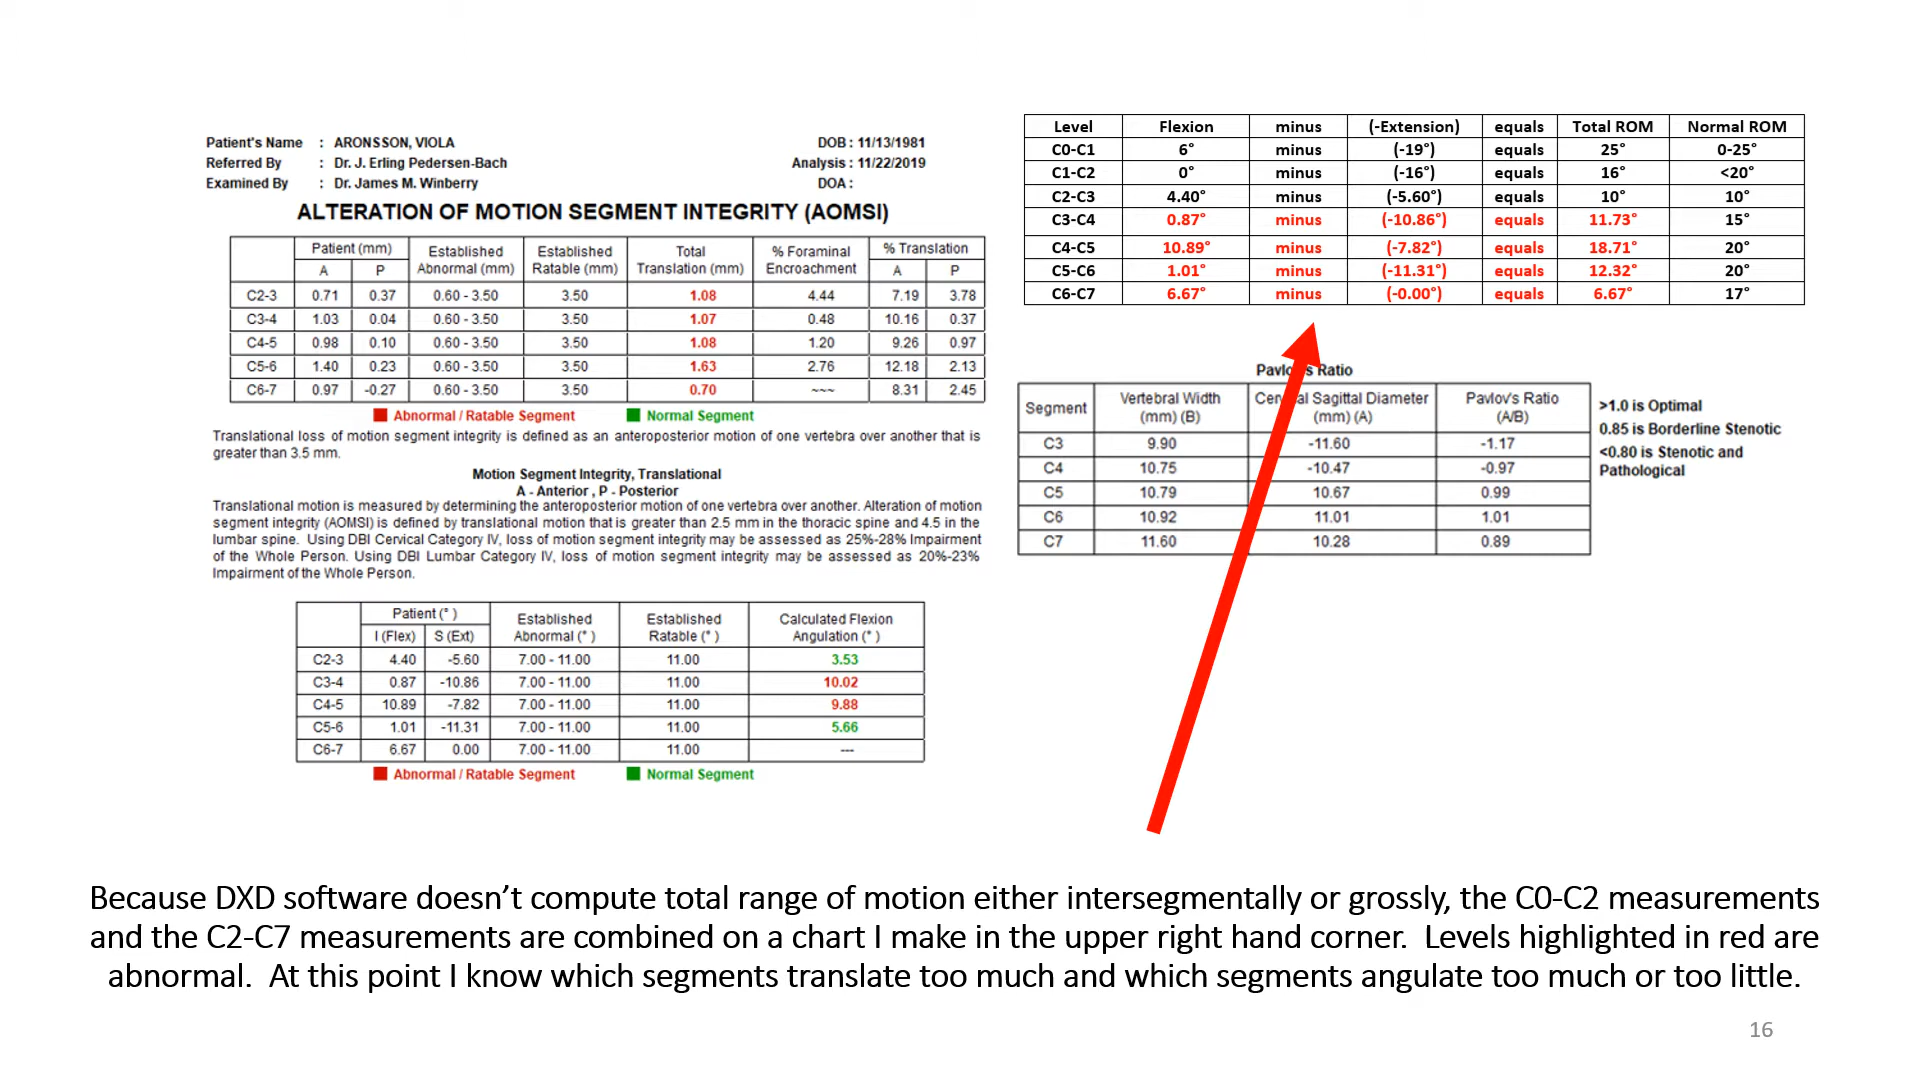 Patient's Name : ARONSSON, VIOLA DOB : 11/13/1981
Referred By : Dr. J. Erling Pedersen-Bach Analysis : 11/22/2019
Examined By : Dr. James M. Winberry DOA :
ALTERATION OF MOTION SEGMENT INTEGRITY (AOMSI)
Patient (mm) Established Abnormal (mm) Established Ratable (mm) Total Translation (mm) % Foraminal Encroachment % Translation
A P A P
C2-3 0.71 0.37 0.60 - 3.50 3.50 1.08 4.44 7.19 3.78
C3-4 1.03 0.04 0.60 - 3.50 3.50 1.07 0.48 10.16 0.37
C4-5 0.98 0.10 0.60 - 3.50 3.50 1.08 1.20 9.26 0.97
C5-6 1.40 0.23 0.60 - 3.50 3.50 1.63 2.76 12.18 2.13
C6-7 0.97 -0.27 0.60 - 3.50 3.50 0.70 ~~~ 8.31 2.45
Abnormal / Ratable Segment Normal Segment
Translational loss of motion segment integrity is defined as an anteroposterior motion of one vertebra over another that is
greater than 3.5 mm.
Motion Segment Integrity, Translational
A - Anterior , P - Posterior
Translational motion is measured by determining the anteroposterior motion of one vertebra over another. Alteration of motion
segment integrity (AOMSI) is defined by translational motion that is greater than 2.5 mm in the thoracic spine and 4.5 in the
lumbar spine. Using DBI Cervical Category IV, loss of motion segment integrity may be assessed as 25%-28% Impairment
of the Whole Person. Using DBI Lumbar Category IV, loss of motion segment integrity may be assessed as 20%-23%
Impairment of the Whole Person.
Patient (° ) Established Abnormal (° ) Established Ratable (° ) Calculated Flexion Angulation (° )
I (Flex) S (Ext)
C2-3 4.40 -5.60 7.00 - 11.00 11.00 3.53
C3-4 0.87 -10.86 7.00 - 11.00 11.00 10.02
C4-5 10.89 -7.82 7.00 - 11.00 11.00 9.88
C5-6 1.01 -11.31 7.00 - 11.00 11.00 5.66
C6-7 6.67 0.00 7.00 - 11.00 11.00 ---
Abnormal / Ratable Segment Normal Segment
Level Flexion minus (-Extension) equals Total ROM Normal ROM
C0-C1 6° minus (-19°) equals 25° 0-25°
C1-C2 0° minus (-16°) equals 16° <20°
C2-C3 4.40° minus (-5.60°) equals 10° 10°
C3-C4 0.87° minus (-10.86°) equals 11.73° 15°
C4-C5 10.89° minus (-7.82°) equals 18.71° 20°
C5-C6 1.01° minus (-11.31°) equals 12.32° 20°
C6-C7 6.67° minus (-0.00°) equals 6.67° 17°
Ratio
Segment Vertebral Width (mm) (B) Sagittal Diameter (mm) (A) Pavlov's Ratio (A/B)
C3 9.90 -11.60 -1.17
C4 10.75 -10.47 -0.97
C5 10.79 10.67 0.99
C6 10.92 11.01 1.01
C7 11.60 10.28 0.89
>1.0 is Optimal
0.85 is Borderline Stenotic
<0.80 is Stenotic and
Pathological
Because DXD software doesn't compute total range of motion either intersegmentally or grossly, the C0-C2 measurements
and the C2-C7 measurements are combined on a chart I make in the upper right hand corner. Levels highlighted in red are
abnormal. At this point I know which segments translate too much and which segments angulate too much or too little.
16